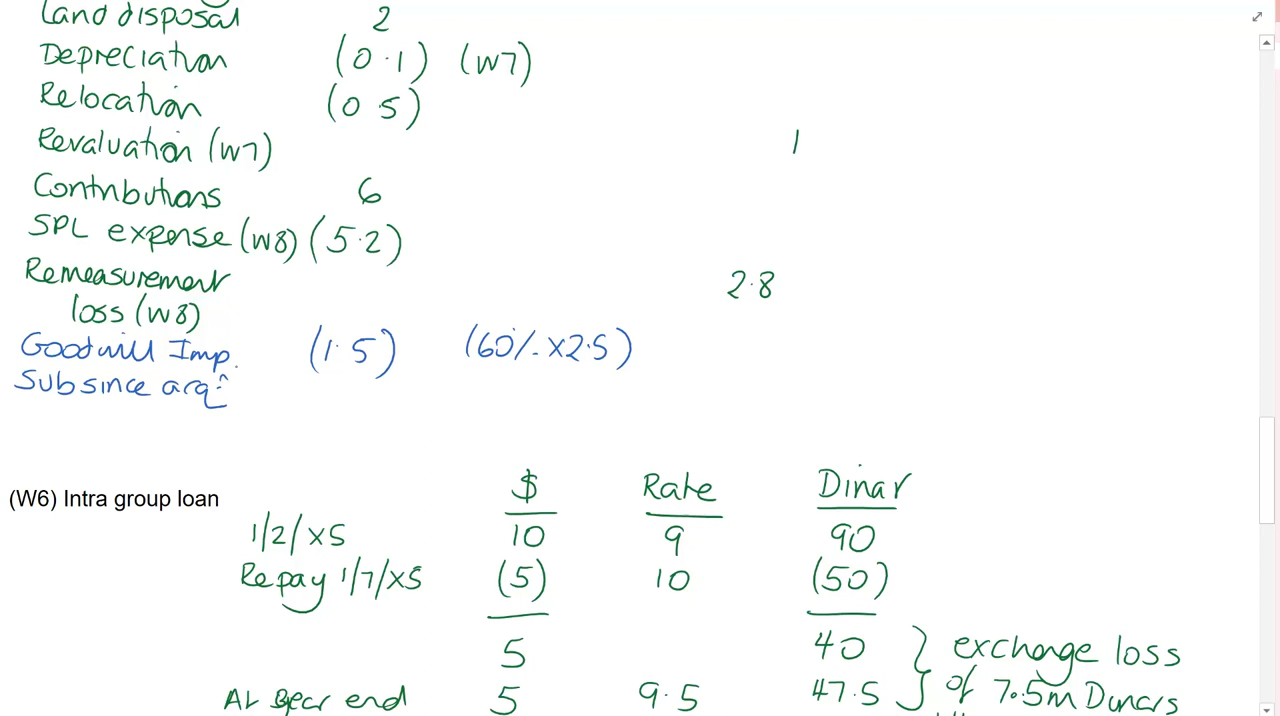 Land disposal 2
Depreciation (0.1) (W7)
Relocation (0.5)
Revaluation (W7) 1
Contributions 6
SPL expense (W8) (5.2)
Remeasurement 2.8
loss (W8)
Goodwill Imp. (1.5) (60% x 2.5)
Sub since acqn
$ Rate Dinar
(W6) Intra group loan
1/2/X5 10 9 90
Repay 1/7/X5 (5) 10 (50)
5 40 } exchange loss
At year end 5 9.5 47.5 of 7.5m Dinars